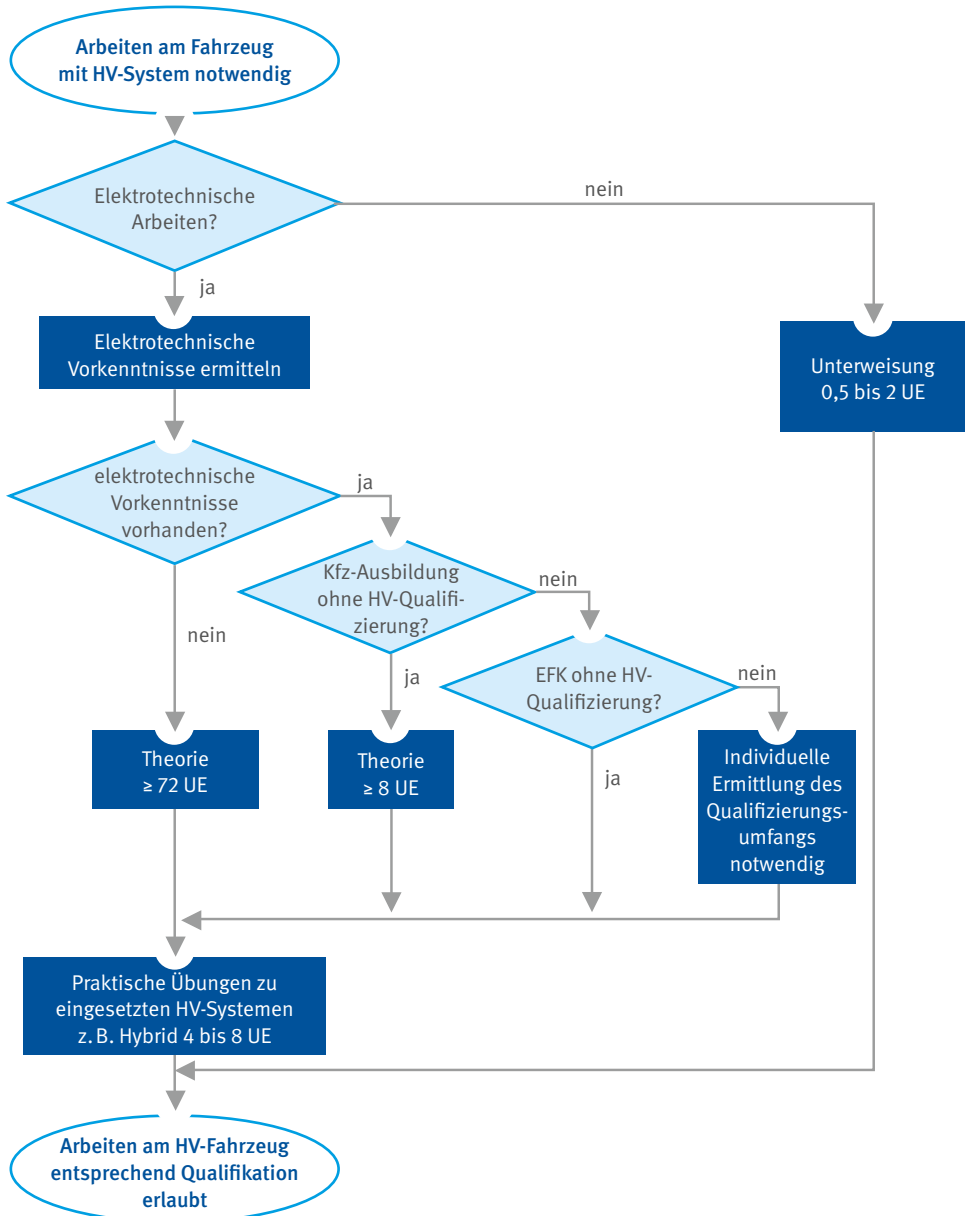 Arbeiten am Fahrzeug
mit HV-System notwendig
Elektrotechnische
Arbeiten?
nein
ja
Elektrotechnische
Vorkenntnisse ermitteln
Unterweisung
0,5 bis 2 UE
elektrotechnische
Vorkenntnisse
vorhanden?
ja
nein
Kfz-Ausbildung
ohne HV-Qualifi-
zierung?
nein
ja
EFK ohne HV-
Qualifizierung?
nein
ja
Theorie
≥ 72 UE
Theorie
≥ 8 UE
Individuelle
Ermittlung des
Qualifizierungs-
umfangs
notwendig
Praktische Übungen zu
eingesetzten HV-Systemen
z. B. Hybrid 4 bis 8 UE
Arbeiten am HV-Fahrzeug
entsprechend Qualifikation
erlaubt